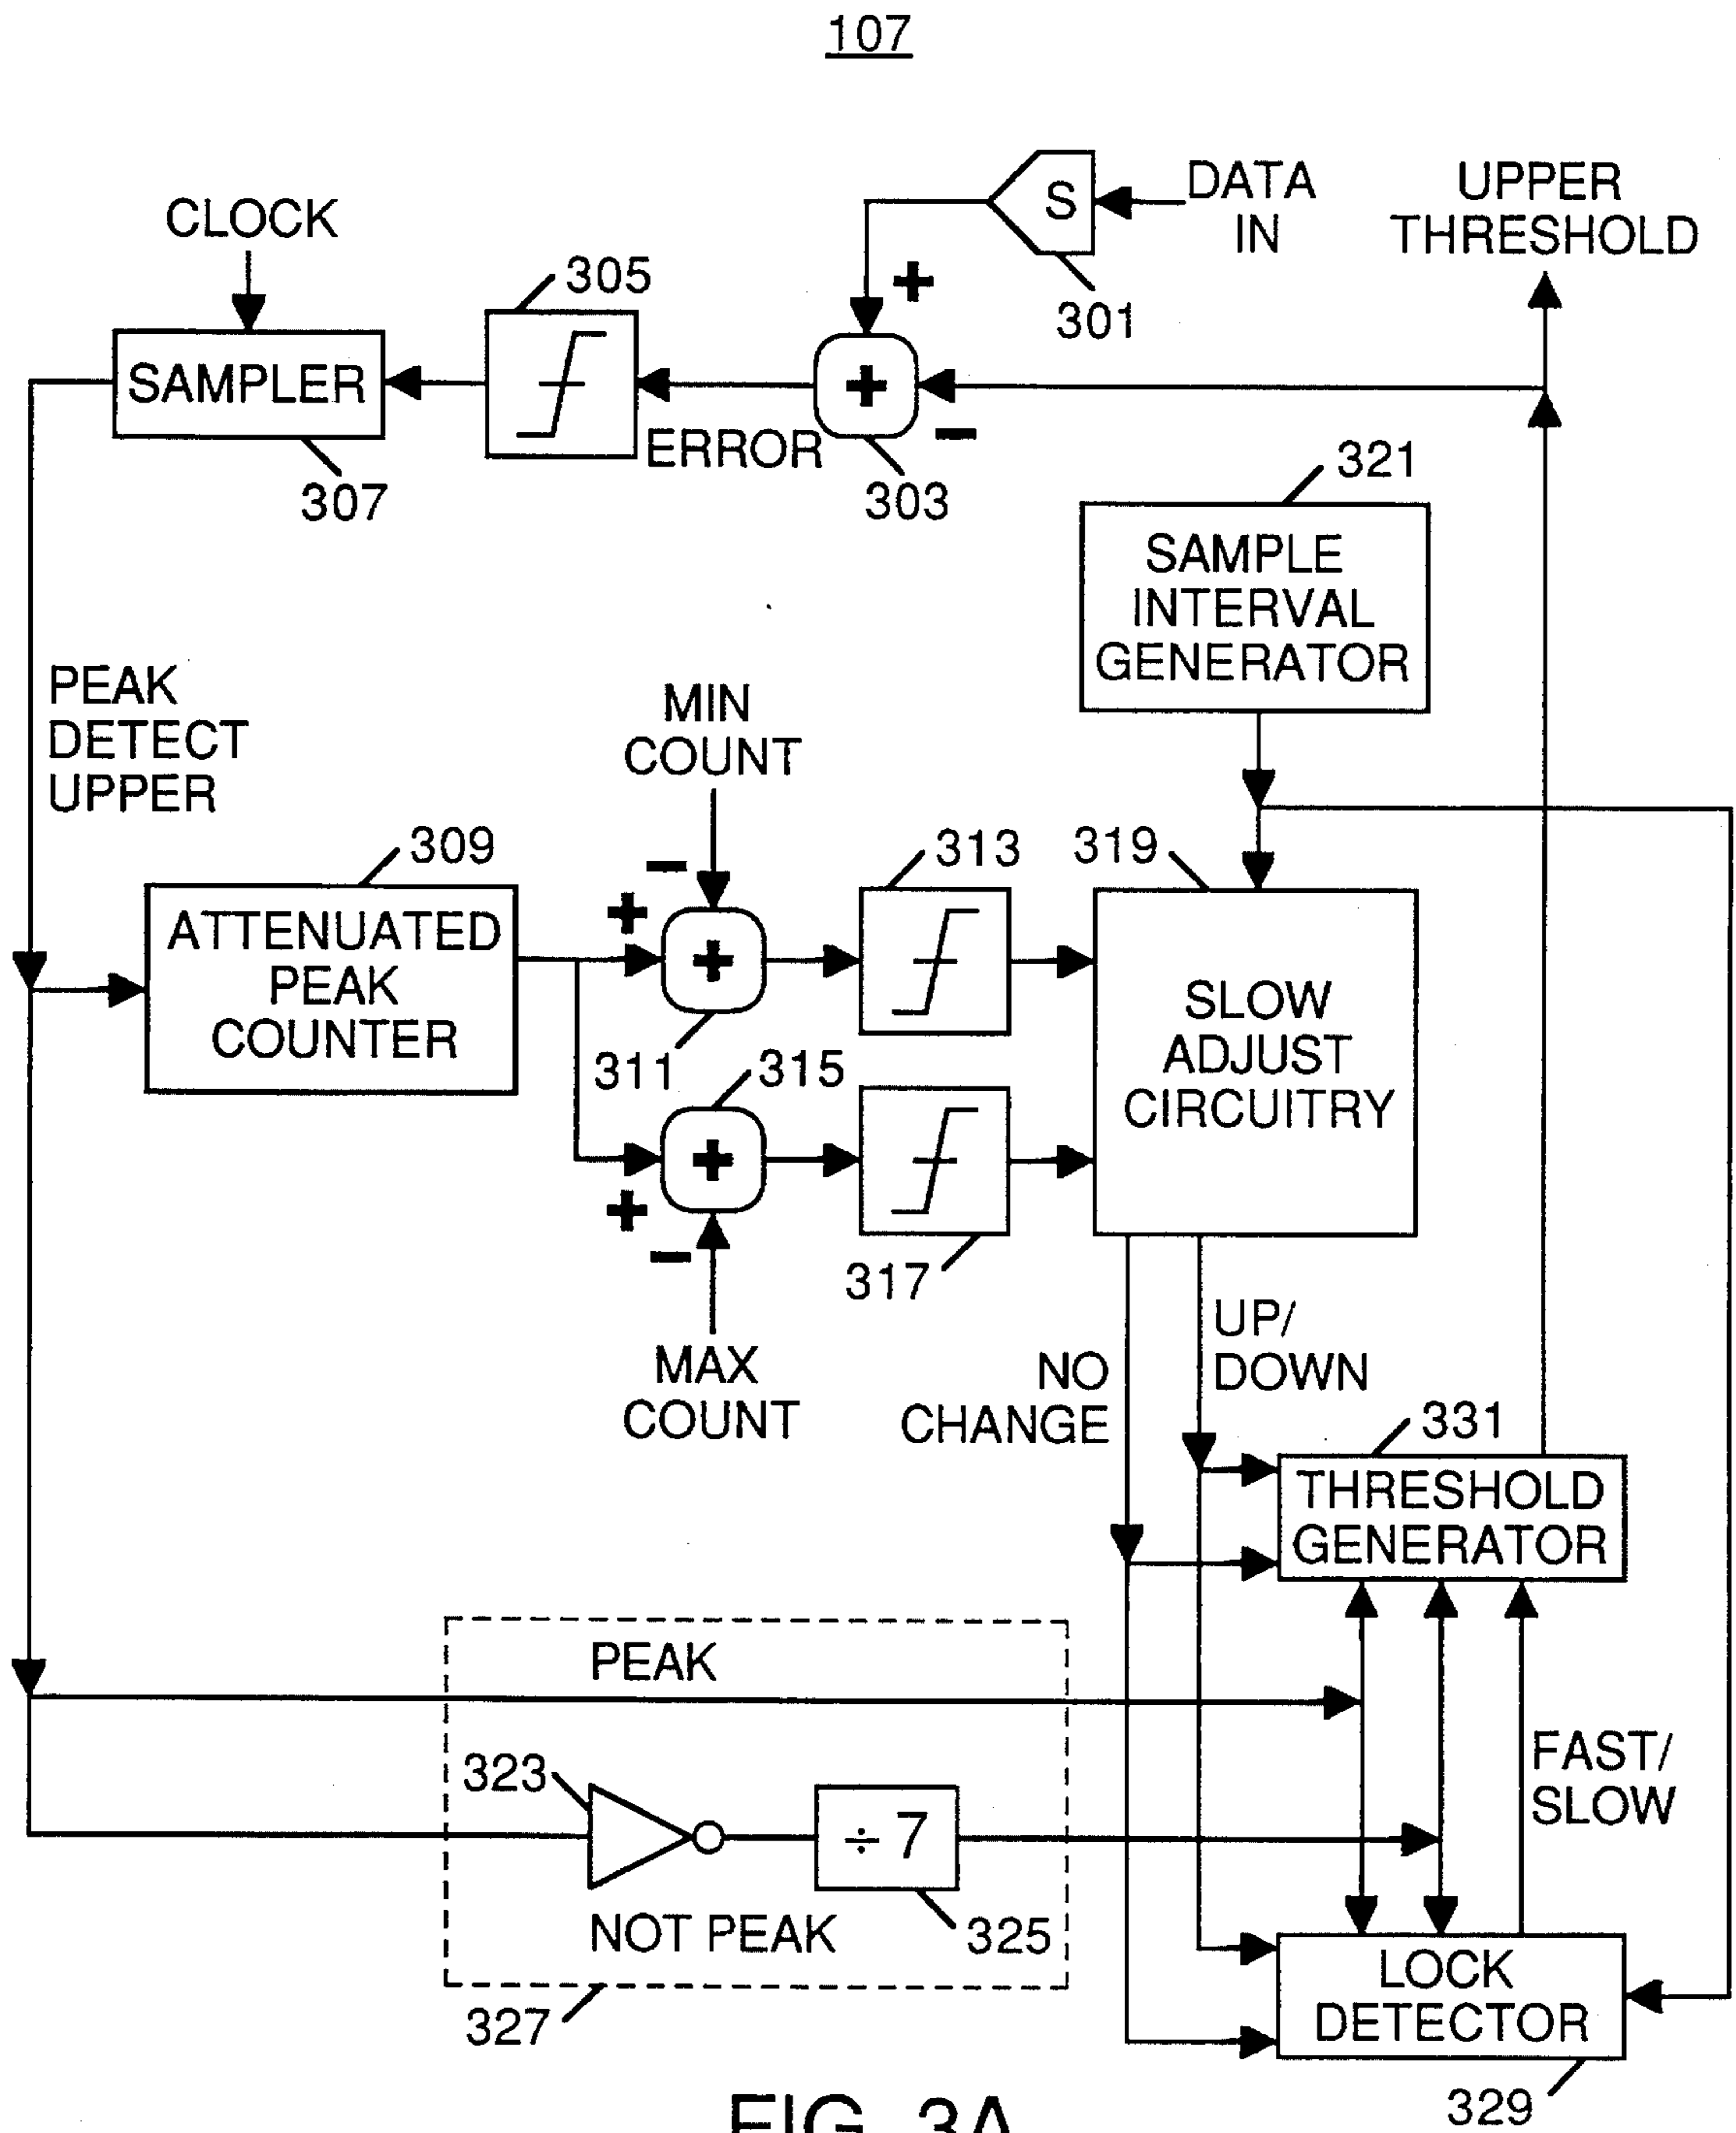 107
CLOCK
S
DATA
IN
UPPER
THRESHOLD
305
+
301
SAMPLER
+
ERROR
−
307
303
321
SAMPLE
INTERVAL
GENERATOR
PEAK
DETECT
UPPER
MIN
COUNT
309
−
313
319
ATTENUATED
PEAK
COUNTER
+
+
311
SLOW
ADJUST
CIRCUITRY
315
+
+
−
317
MAX
COUNT
NO
CHANGE
UP/
DOWN
331
THRESHOLD
GENERATOR
PEAK
FAST/
SLOW
323
÷ 7
NOT PEAK
325
327
LOCK
DETECTOR
329
FIG. 3A